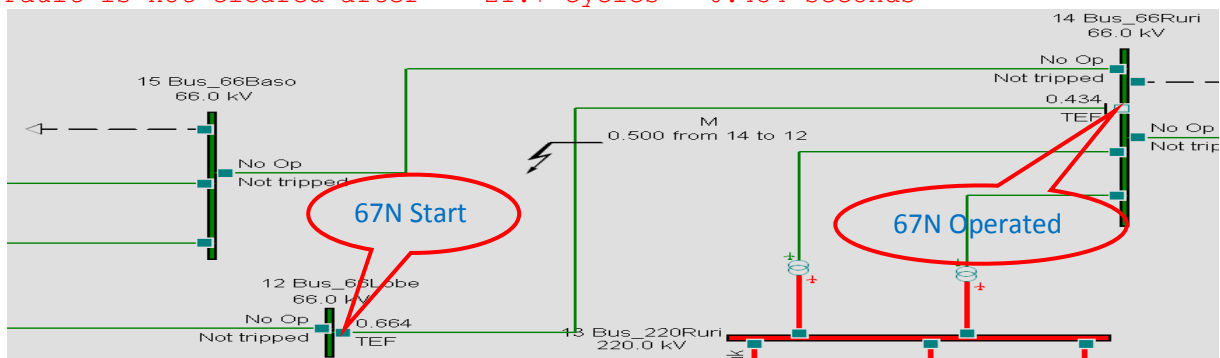 14 Bus_66Ruri
66.0 kV
No Op
Not tripped
15 Bus_66Baso
66.0 kV
0.434
TEF
M
0.500 from 14 to 12
No Op
Not trip
No Op
Not tripped
67N Start
67N Operated
12 Bus_66Lobe
66.0 kV
No Op
Not tripped
0.664
TEF
13 Bus_220Ruri
220.0 kV